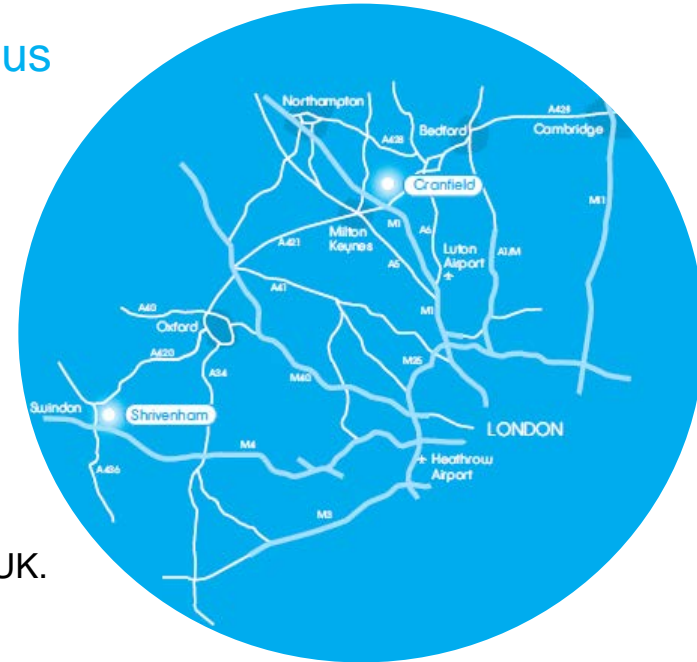 us
Northampton
A428
Bedford
A428
Cambridge
Cranfield
M11
Milton
Keynes
M1
A6
A421
A5
Luton
Airport
A1/M
A41
M1
A40
Oxford
A420
A34
M25
M40
Swindon
Shrivenham
LONDON
M4
A436
Heathrow
Airport
M3
UK.